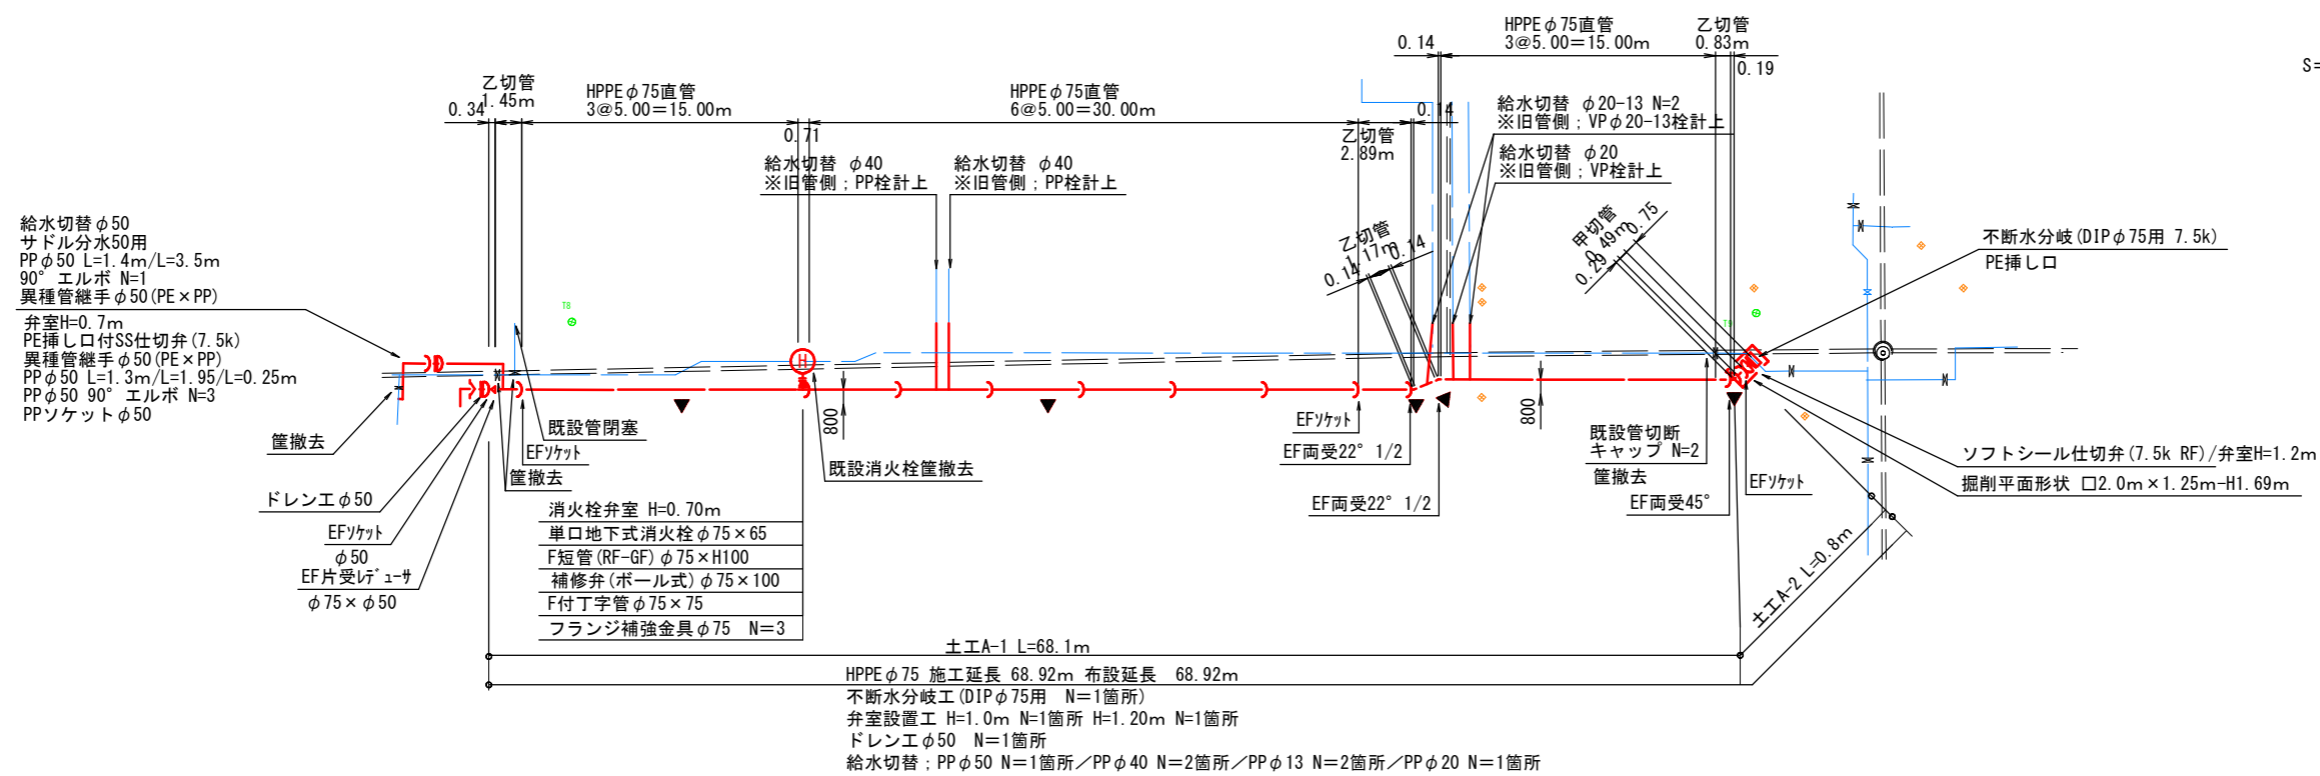 HPPEφ75直管
3@5.00=15.00m
乙切管
0.83m
0.14
0.19
S=
乙切管
1.45m
0.34
HPPEφ75直管
3@5.00=15.00m
HPPEφ75直管
6@5.00=30.00m
0.14
0.71
乙切管
2.89m
給水切替 φ20-13 N=2
※旧管側；VPφ20-13栓計上
給水切替 φ40
※旧管側；PP栓計上
給水切替 φ40
※旧管側；PP栓計上
給水切替 φ20
※旧管側；VP栓計上
乙切管
1.17m
0.14
0.14
甲切管
0.49m
0.75
0.29
不断水分岐(DIPφ75用 7.5k)
PE挿し口
給水切替φ50
サドル分水50用
PPφ50 L=1.4m/L=3.5m
90°エルボ N=1
異種管継手φ50(PE×PP)
弁室H=0.7m
PE挿し口付SS仕切弁(7.5k)
異種管継手φ50(PE×PP)
PPφ50 L=1.3m/L=1.95/L=0.25m
PPφ50 90°エルボ N=3
PPソケットφ50
T8
T9
H
筐撤去
既設管閉塞
EFソケット
筐撤去
ドレン工φ50
EFソケット
φ50
EF片受レデューサ
φ75×φ50
800
既設消火栓筐撤去
消火栓弁室 H=0.70m
単口地下式消火栓φ75×65
F短管(RF-GF)φ75×H100
補修弁(ボール式)φ75×100
F付丁字管φ75×75
フランジ補強金具φ75 N＝3
EFソケット
EF両受22°1/2
EF両受22°1/2
800
既設管切断
キャップ N=2
筐撤去
EF両受45°
EFソケット
ソフトシール仕切弁(7.5k RF)/弁室H=1.2m
掘削平面形状 口2.0m×1.25m-H1.69m
土工A-2 L=0.8m
土工A-1 L=68.1m
HPPEφ75 施工延長 68.92m 布設延長 68.92m
不断水分岐工(DIPφ75用 N＝1箇所)
弁室設置工 H=1.0m N=1箇所 H=1.20m N=1箇所
ドレン工φ50 N＝1箇所
給水切替；PPφ50 N＝1箇所／PPφ40 N＝2箇所／PPφ13 N＝2箇所／PPφ20 N＝1箇所